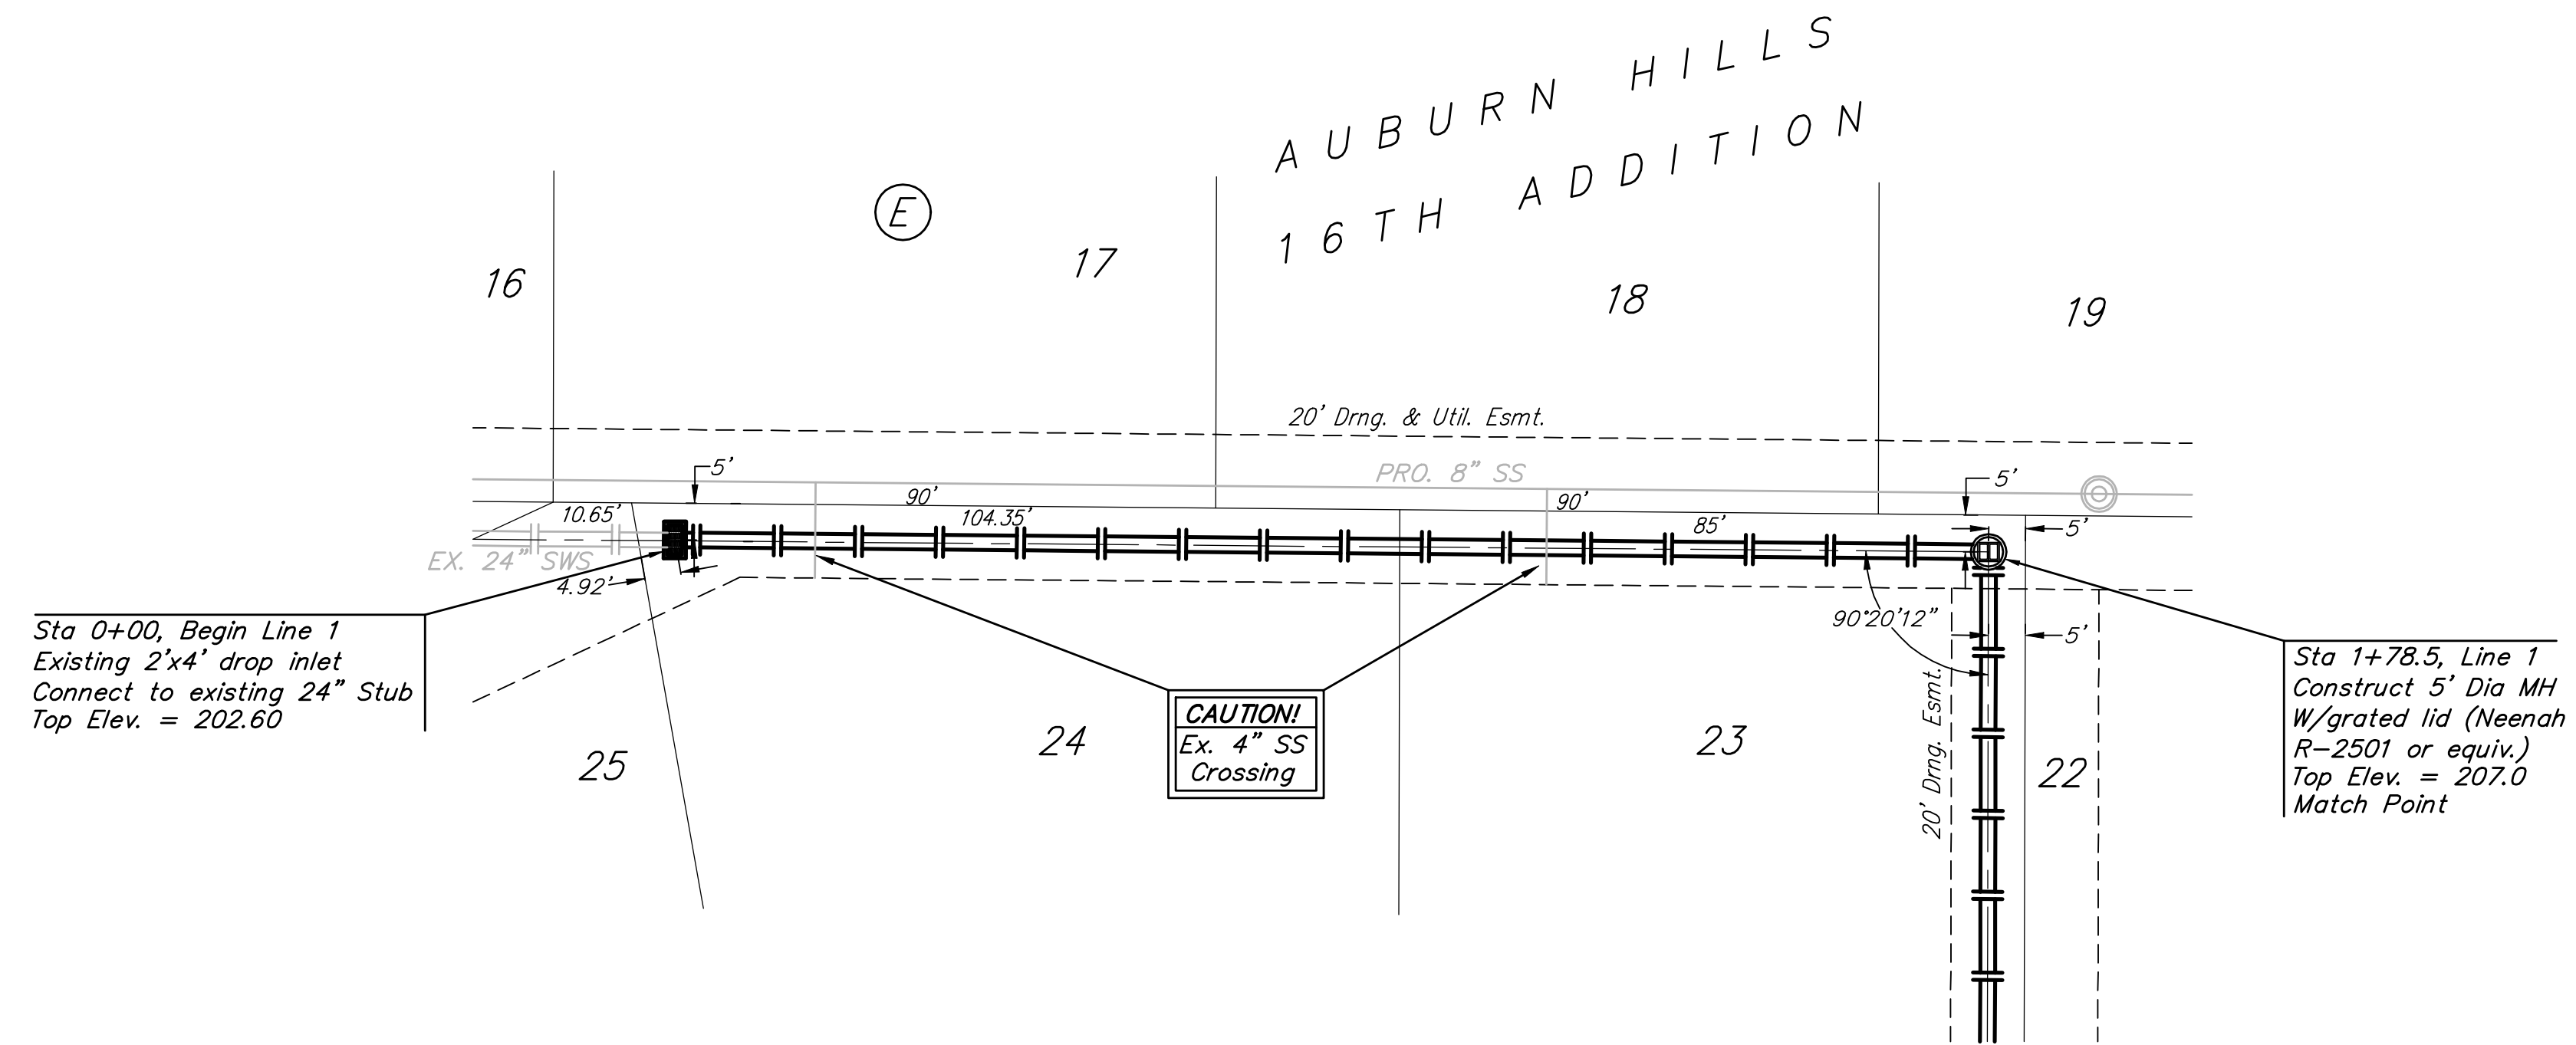 AUBURN HILLS
16TH ADDITION
E
16
17
18
19
20' Drng. & Util. Esmt.
PRO. 8" SS
5'
5'
90'
90'
10.65'
104.35'
85'
5'
EX. 24" SWS
4.92'
90°20'12"
5'
Sta 0+00, Begin Line 1
Existing 2'x4' drop inlet
Connect to existing 24" Stub
Top Elev. = 202.60
Sta 1+78.5, Line 1
Construct 5' Dia MH
W/grated lid (Neenah
R-2501 or equiv.)
Top Elev. = 207.0
Match Point
CAUTION!
Ex. 4" SS
Crossing
20' Drng. Esmt.
25
24
23
22